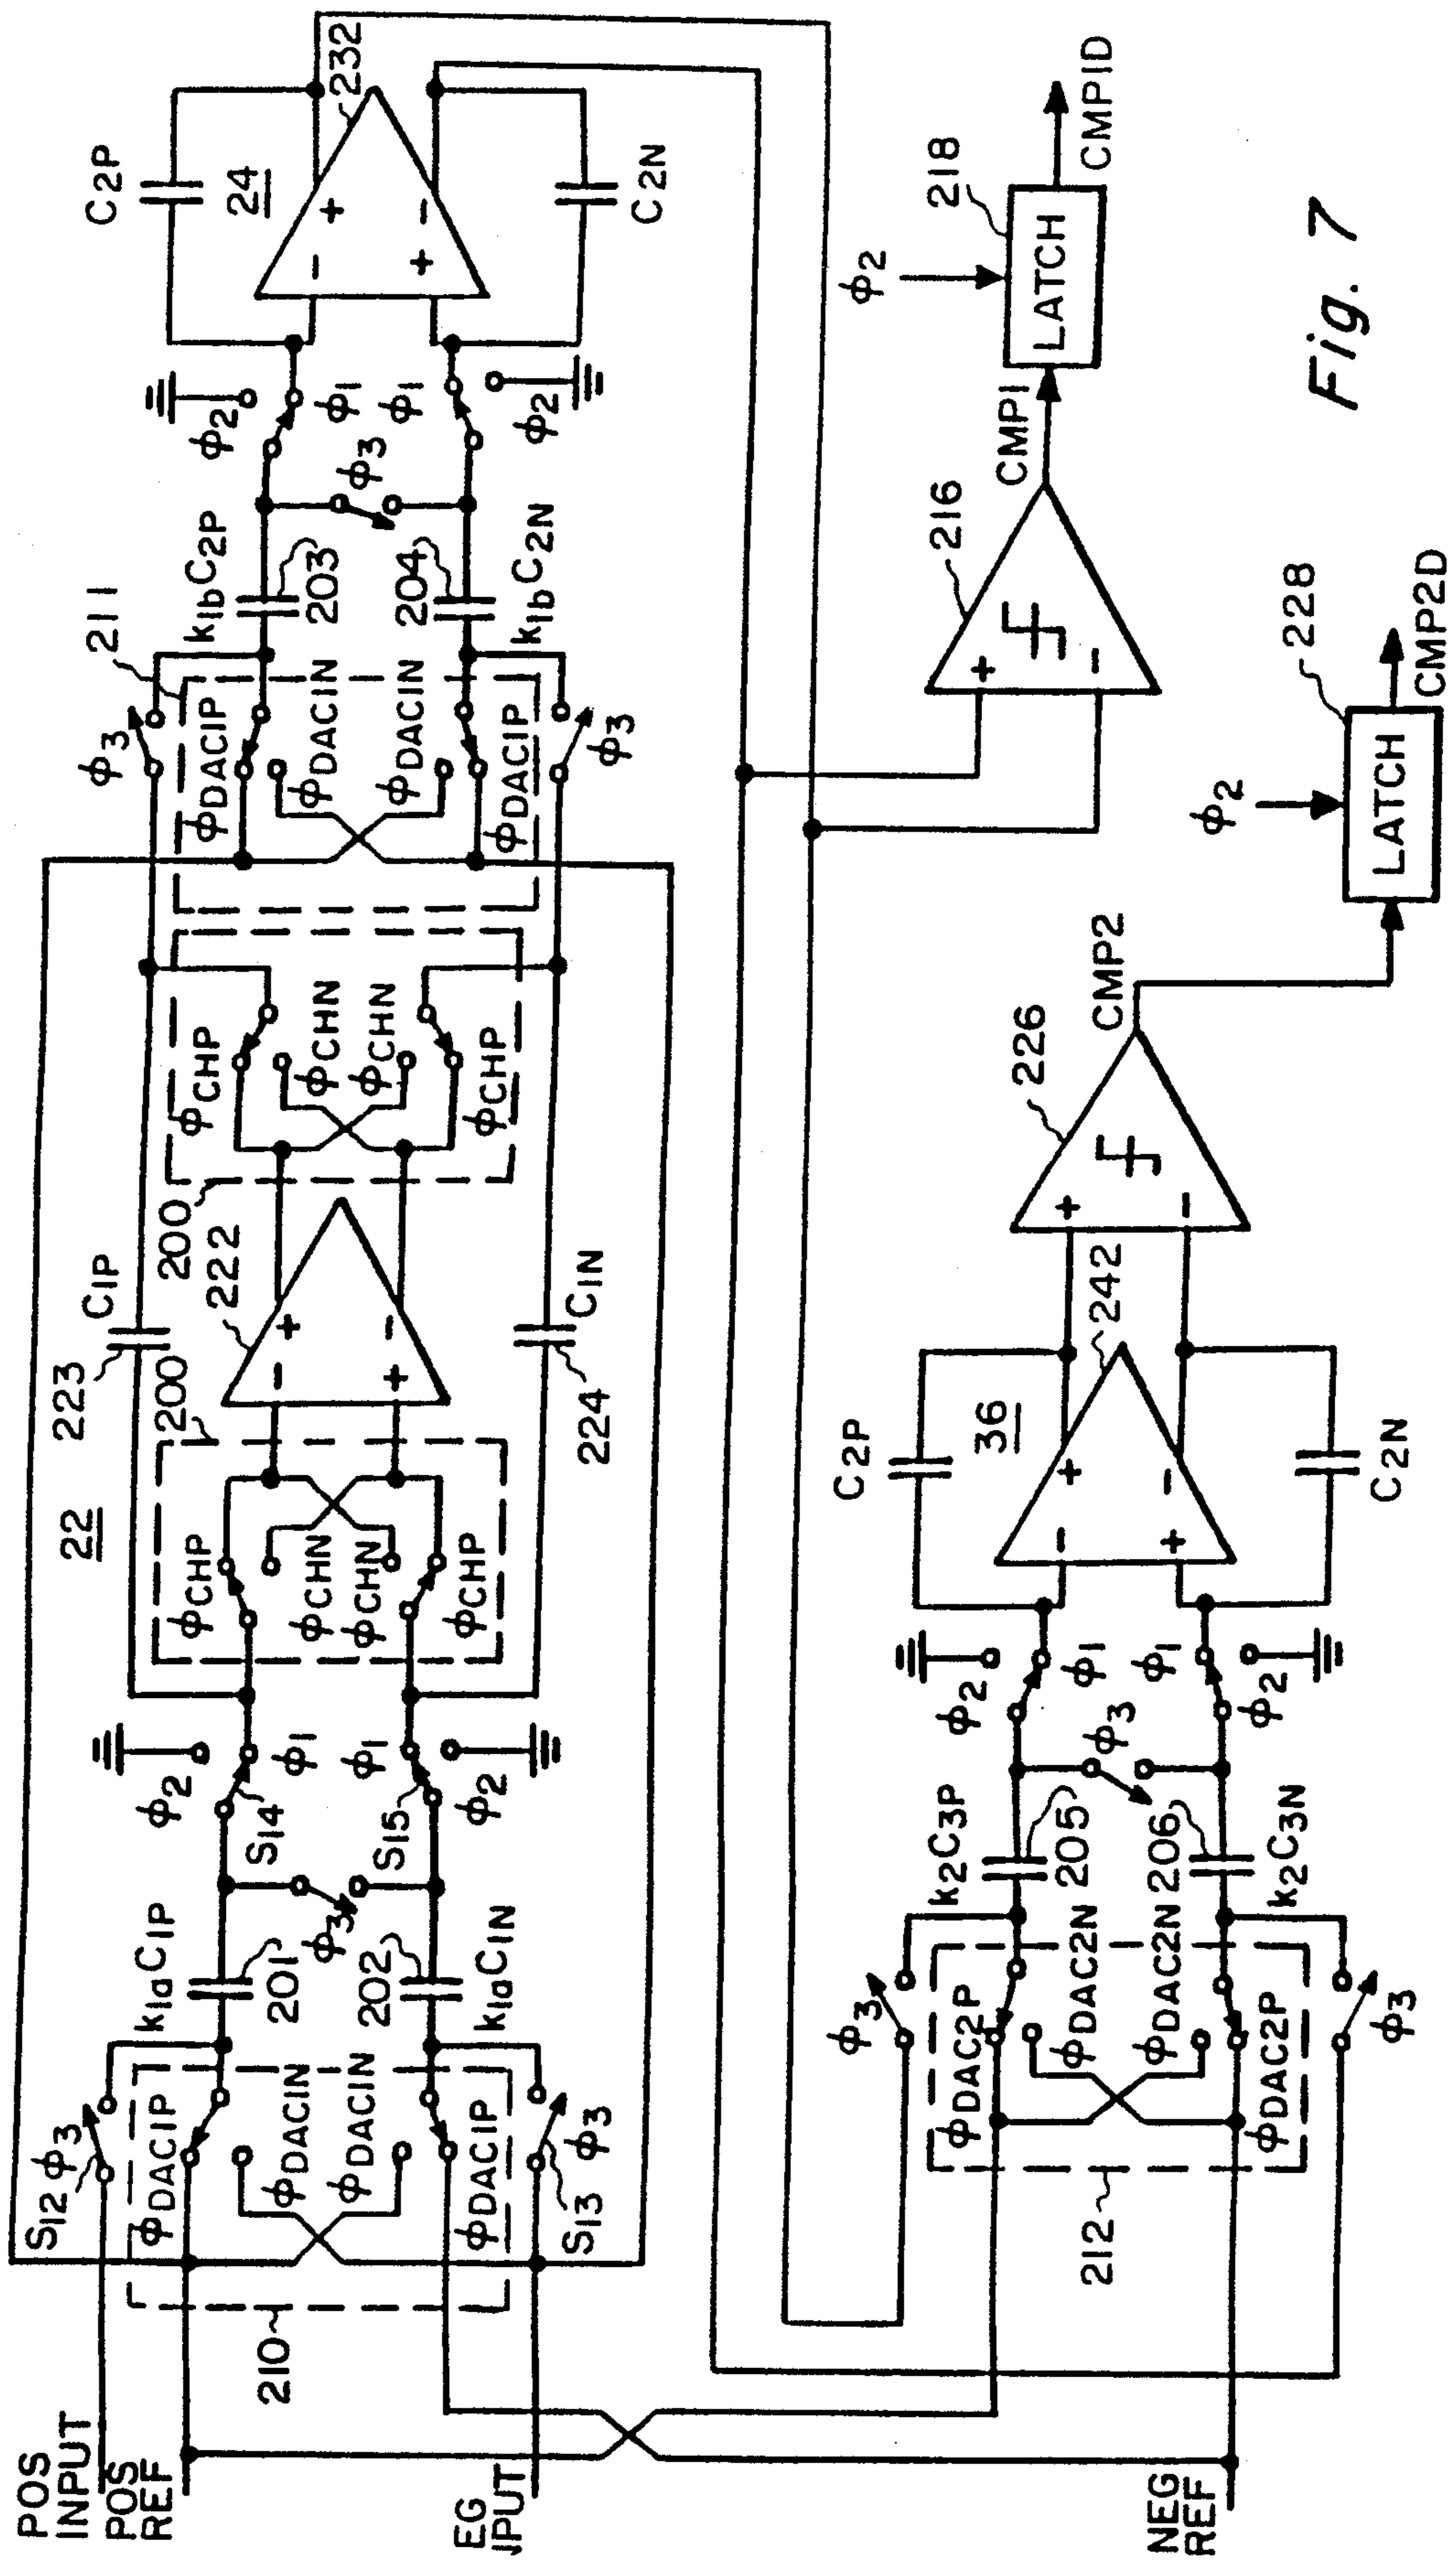 POS
INPUT
POS
REF
EG
IPUT
NEG
REF
S12
ϕ3
ϕDAC1P
ϕDAC1N
ϕDAC1N
ϕDAC1P
S13
ϕ3
210
k1aC1P
201
ϕ3
202
k1aC1N
S14
S15
ϕ2
ϕ1
ϕ1
ϕ2
22
200
ϕCHP
ϕCHN
ϕCHN
ϕCHP
223
C1P
222
- +
+ -
224
C1N
200
ϕCHP
ϕCHN
ϕCHN
ϕCHP
211
ϕ3
ϕDAC1P
ϕDAC1N
ϕDAC1N
ϕDAC1P
ϕ3
k1bC2P
203
204
k1bC2N
ϕ3
ϕ2
ϕ1
ϕ1
ϕ2
C2P
24
232
- +
+ -
C2N
212
ϕ3
ϕDAC2P
ϕDAC2N
ϕDAC2N
ϕDAC2P
ϕ3
k2C3P
205
206
k2C3N
ϕ3
ϕ2
ϕ1
ϕ1
ϕ2
C2P
36
242
- +
+ -
C2N
226
+
-
CMP2
ϕ2
LATCH
228
CMP2D
216
+
-
CMP1
ϕ2
LATCH
218
CMP1D
Fig. 7